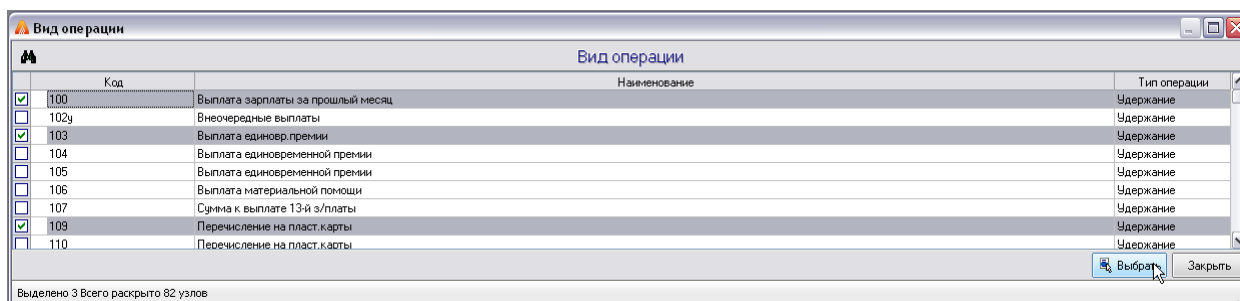 Вид операции
Вид операции
Код Наименование Тип операции
100 Выплата зарплаты за прошлый месяц Удержание
102у Внеочередные выплаты Удержание
103 Выплата единовр.премии Удержание
104 Выплата единовременной премии Удержание
105 Выплата единовременной премии Удержание
106 Выплата материальной помощи Удержание
107 Сумма к выплате 13-й з/платы Удержание
109 Перечисление на пласт.карты Удержание
110 Перечисление на пласт.карты Удержание
Выбрать Закрыть
Выделено 3 Всего раскрыто 82 узлов